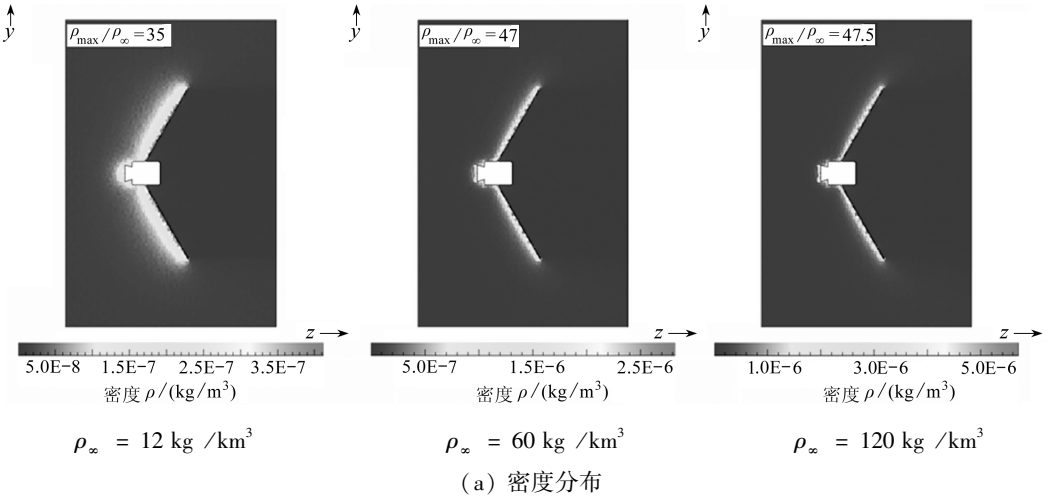 y
ρmax/ρ∞=35
z
5.0E-8 1.5E-7 2.5E-7 3.5E-7
密度 ρ/(kg/m³)
ρ∞ = 12 kg /km³
y
ρmax/ρ∞=47
z
5.0E-7 1.5E-6 2.5E-6
密度 ρ/(kg/m³)
ρ∞ = 60 kg /km³
y
ρmax/ρ∞=47.5
z
1.0E-6 3.0E-6 5.0E-6
密度 ρ/(kg/m³)
ρ∞ = 120 kg /km³
(a) 密度分布